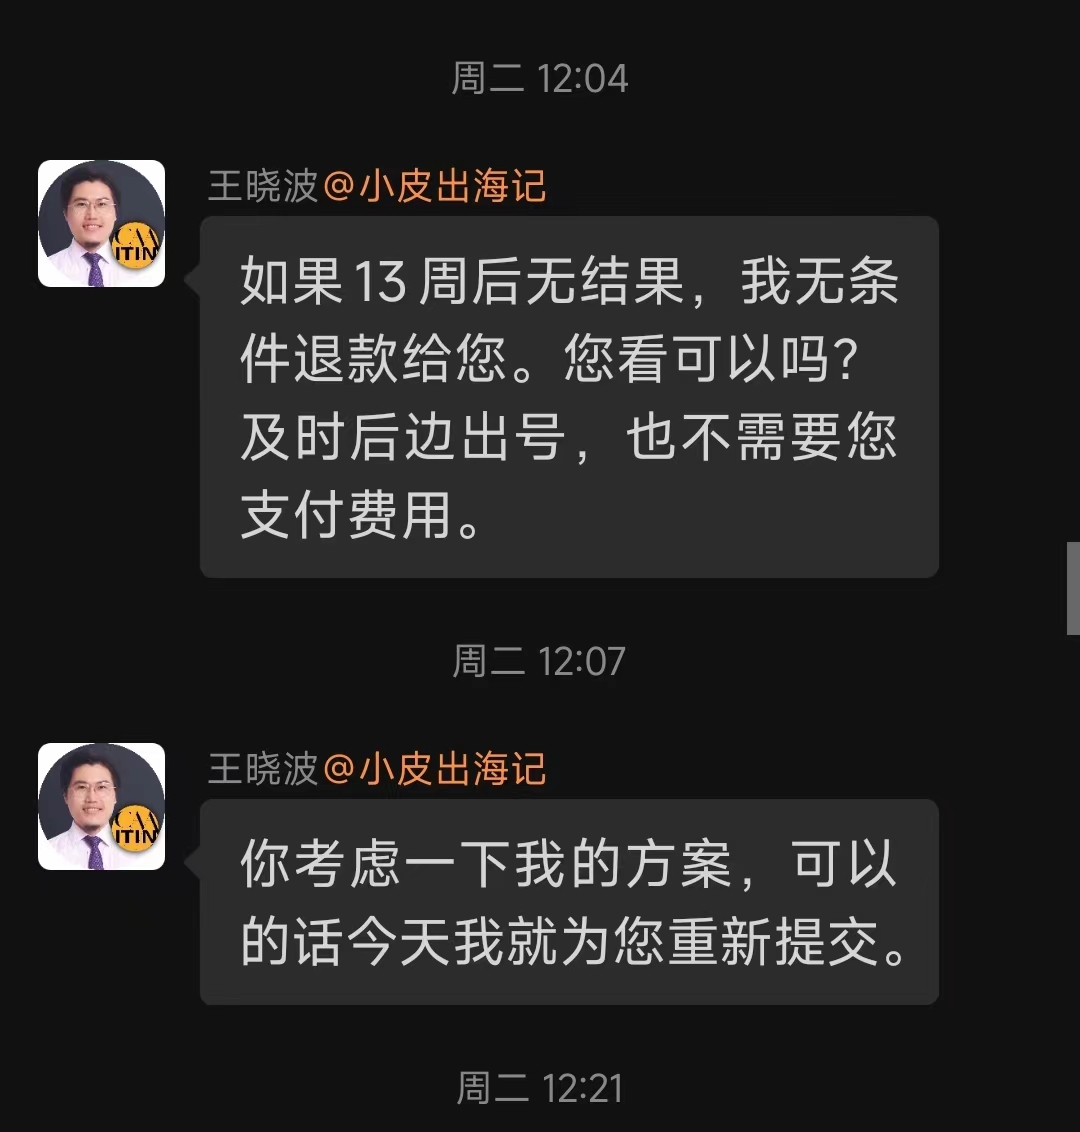 周二 12:04
王晓波@小皮出海记
ITIN
如果 13 周后无结果，我无条
件退款给您。您看可以吗？
及时后边出号，也不需要您
支付费用。
周二 12:07
王晓波@小皮出海记
ITIN
你考虑一下我的方案，可以
的话今天我就为您重新提交。
周二 12:21